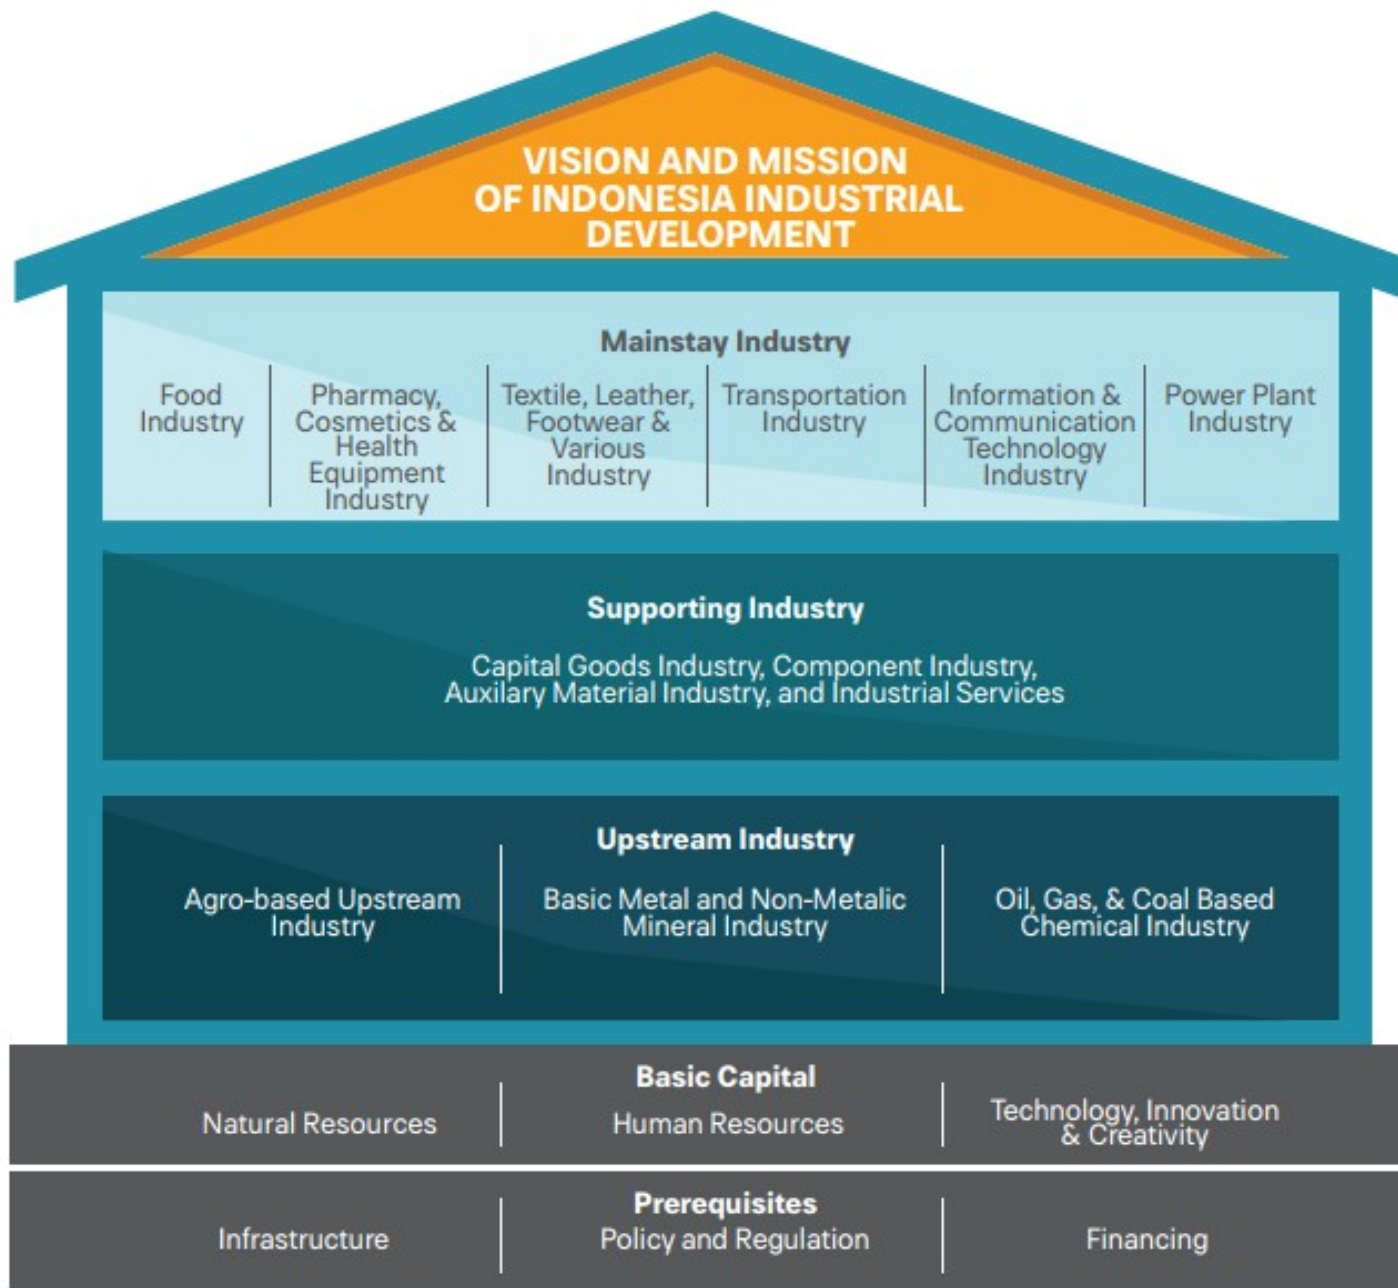 VISION AND MISSION
OF INDONESIA INDUSTRIAL
DEVELOPMENT
Mainstay Industry
Food
Industry
Pharmacy,
Cosmetics &
Health
Equipment
Industry
Textile, Leather,
Footwear &
Various
Industry
Transportation
Industry
Information &
Communication
Technology
Industry
Power Plant
Industry
Supporting Industry
Capital Goods Industry, Component Industry,
Auxilary Material Industry, and Industrial Services
Upstream Industry
Agro-based Upstream
Industry
Basic Metal and Non-Metalic
Mineral Industry
Oil, Gas, & Coal Based
Chemical Industry
Basic Capital
Natural Resources
Human Resources
Technology, Innovation
& Creativity
Prerequisites
Infrastructure
Policy and Regulation
Financing